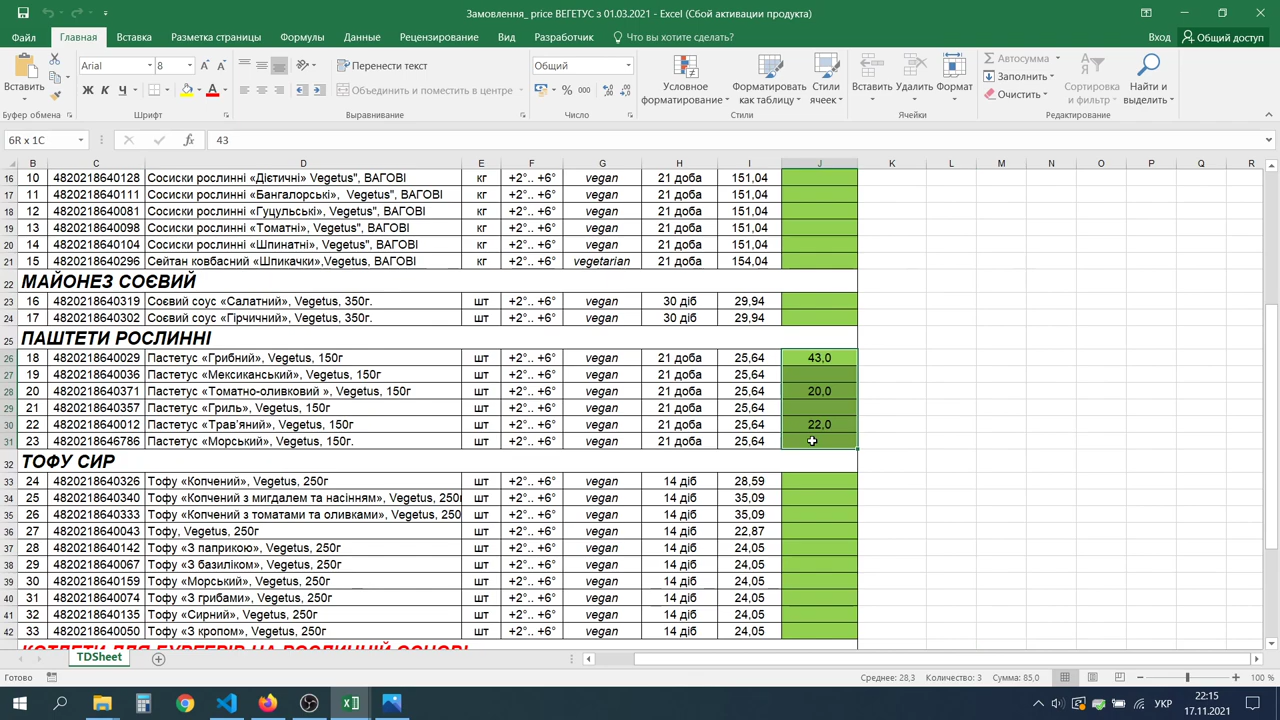 Замовлення_ price ВЕГЕТУС з 01.03.2021 - Excel (Сбой активации продукта)
Файл Главная Вставка Разметка страницы Формулы Данные Рецензирование Вид Разработчик Что вы хотите сделать? Вход Общий доступ
Вставить Arial 8 Перенести текст Общий Условное форматирование Форматировать как таблицу Стили ячеек Вставить Удалить Формат Автосумма Сортировка и фильтр Найти и выделить
Ж К Ч Объединить и поместить в центре % 000 Заполнить Очистить
Буфер обмена Шрифт Выравнивание Число Стили Ячейки Редактирование
6R x 1C fx 43
B C D E F G H I J K L M N O P Q R
16 10 4820218640128 Сосиски рослинні «Дієтичні» Vegetus", ВАГОВІ кг +2°.. +6° vegan 21 доба 151,04
17 11 4820218640111 Сосиски рослинні «Бангалорські», Vegetus", ВАГОВІ кг +2°.. +6° vegan 21 доба 151,04
18 12 4820218640081 Сосиски рослинні «Гуцульські», Vegetus", ВАГОВІ кг +2°.. +6° vegan 21 доба 151,04
19 13 4820218640098 Сосиски рослинні «Томатні», Vegetus", ВАГОВІ кг +2°.. +6° vegan 21 доба 151,04
20 14 4820218640104 Сосиски рослинні «Шпинатні», Vegetus", ВАГОВІ кг +2°.. +6° vegan 21 доба 151,04
21 15 4820218640296 Сейтан ковбасний «Шпикачки»,Vegetus, ВАГОВІ кг +2°.. +6° vegetarian 21 доба 154,04
22 МАЙОНЕЗ СОЄВИЙ
23 16 4820218640319 Соєвий соус «Салатний», Vegetus, 350г. шт +2°.. +6° vegan 30 діб 29,94
24 17 4820218640302 Соєвий соус «Гірчичний», Vegetus, 350г. шт +2°.. +6° vegan 30 діб 29,94
25 ПАШТЕТИ РОСЛИННІ
26 18 4820218640029 Пастетус «Грибний», Vegetus, 150г шт +2°.. +6° vegan 21 доба 25,64 43,0
27 19 4820218640036 Пастетус «Мексиканський», Vegetus, 150г шт +2°.. +6° vegan 21 доба 25,64
28 20 4820218640371 Пастетус «Томатно-оливковий », Vegetus, 150г шт +2°.. +6° vegan 21 доба 25,64 20,0
29 21 4820218640357 Пастетус «Гриль», Vegetus, 150г шт +2°.. +6° vegan 21 доба 25,64
30 22 4820218640012 Пастетус «Трав'яний», Vegetus, 150г шт +2°.. +6° vegan 21 доба 25,64 22,0
31 23 4820218646786 Пастетус «Морський», Vegetus, 150г. шт +2°.. +6° vegan 21 доба 25,64
32 ТОФУ СИР
33 24 4820218640326 Тофу «Копчений», Vegetus, 250г шт +2°.. +6° vegan 14 діб 28,59
34 25 4820218640340 Тофу «Копчений з мигдалем та насінням», Vegetus, 250г шт +2°.. +6° vegan 14 діб 35,09
35 26 4820218640333 Тофу «Копчений з томатами та оливками», Vegetus, 250 шт +2°.. +6° vegan 14 діб 35,09
36 27 4820218640043 Тофу, Vegetus, 250г шт +2°.. +6° vegan 14 діб 22,87
37 28 4820218640142 Тофу «З паприкою», Vegetus, 250г шт +2°.. +6° vegan 14 діб 24,05
38 29 4820218640067 Тофу «З базиліком», Vegetus, 250г шт +2°.. +6° vegan 14 діб 24,05
39 30 4820218640159 Тофу «Морський», Vegetus, 250г шт +2°.. +6° vegan 14 діб 24,05
40 31 4820218640074 Тофу «З грибами», Vegetus, 250г шт +2°.. +6° vegan 14 діб 24,05
41 32 4820218640135 Тофу «Сирний», Vegetus, 250г шт +2°.. +6° vegan 14 діб 24,05
42 33 4820218640050 Тофу «З кропом», Vegetus, 250г шт +2°.. +6° vegan 14 діб 24,05
КОТЛЕТИ ДЛЯ БУРГЕРІВ НА РОСЛИННІЙ ОСНОВІ
TDSheet
Готово Среднее: 28,3 Количество: 3 Сумма: 85,0 100 %
УКР 22:15
17.11.2021